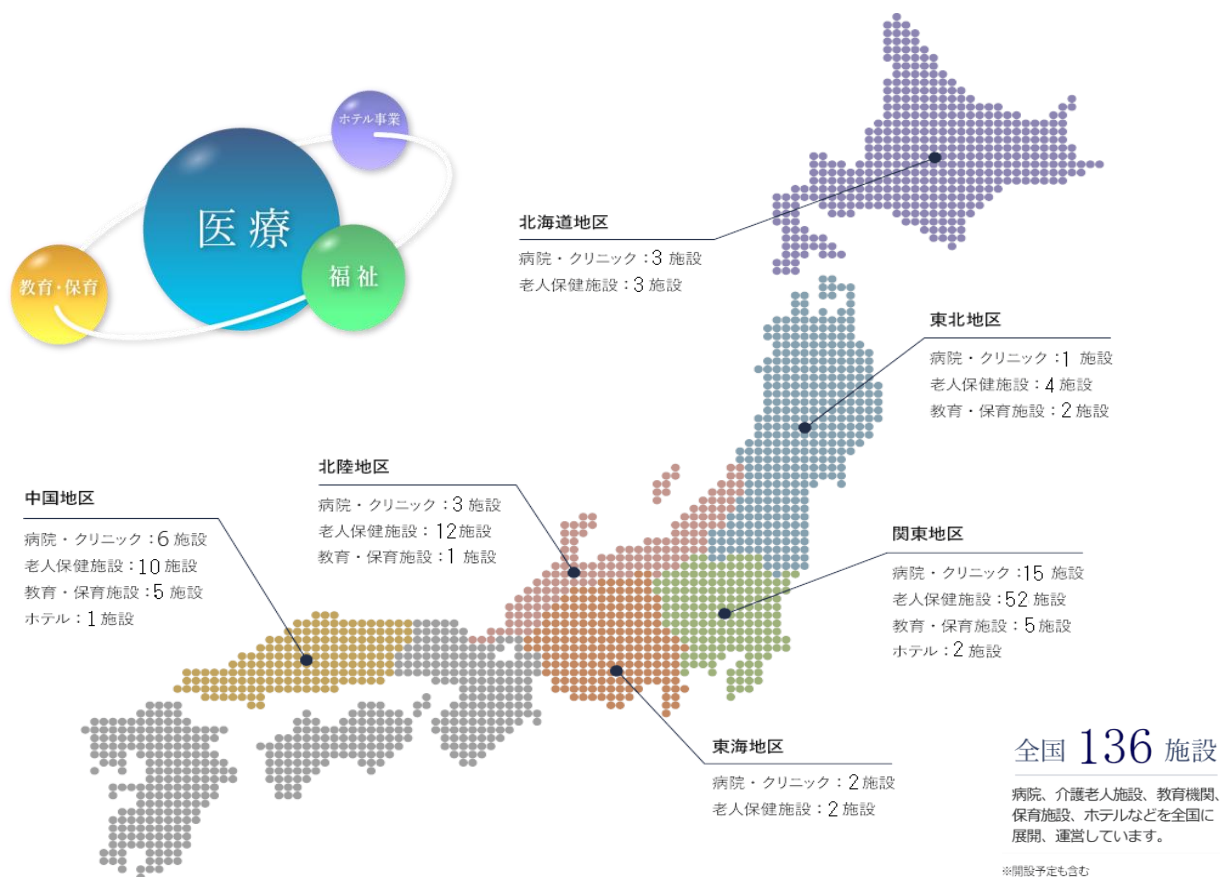 ホテル事業
医療
教育・保育
福祉
北海道地区
病院・クリニック：3 施設
老人保健施設：3 施設
東北地区
病院・クリニック：1 施設
老人保健施設：4 施設
教育・保育施設：2 施設
北陸地区
病院・クリニック：3 施設
老人保健施設：12施設
教育・保育施設：1 施設
中国地区
病院・クリニック：6 施設
老人保健施設：10 施設
教育・保育施設：5 施設
ホテル：1 施設
関東地区
病院・クリニック：15 施設
老人保健施設：52 施設
教育・保育施設：5 施設
ホテル：2 施設
東海地区
病院・クリニック：2 施設
老人保健施設：2 施設
全国 136 施設
病院、介護老人施設、教育機関、
保育施設、ホテルなどを全国に
展開、運営しています。
※開設予定も含む